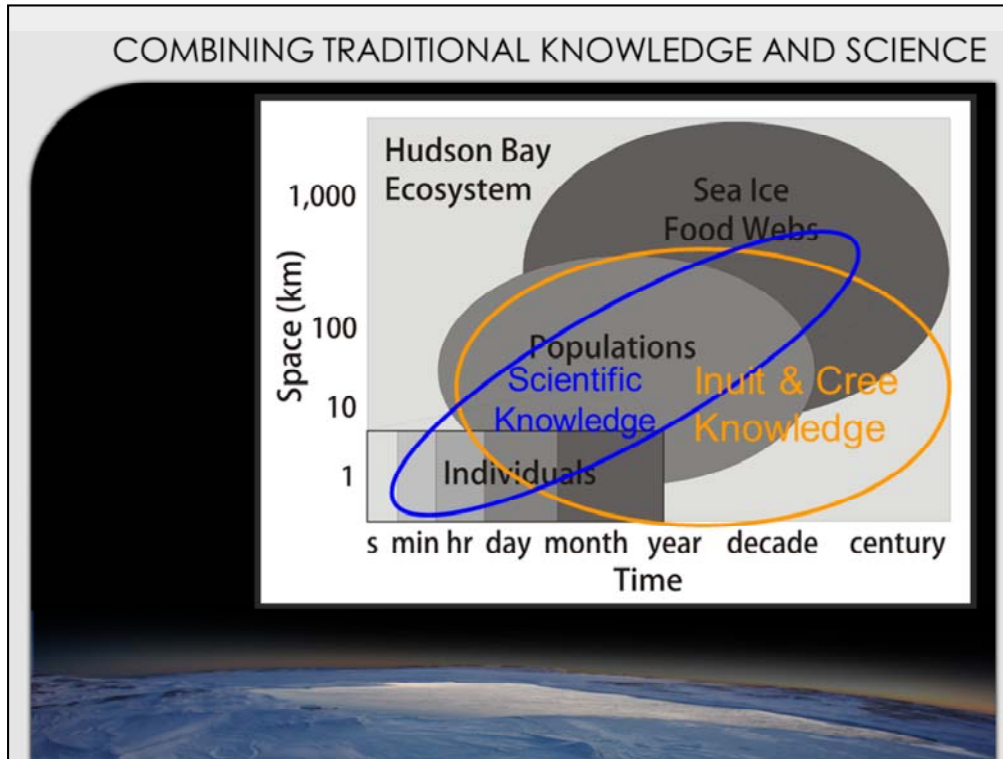 COMBINING TRADITIONAL KNOWLEDGE AND SCIENCE
Hudson Bay
Ecosystem
Sea Ice
Food Webs
Populations
Scientific
Knowledge
Inuit & Cree
Knowledge
Individuals
Space (km)
1,000
100
10
1
s min hr day month year decade century
Time